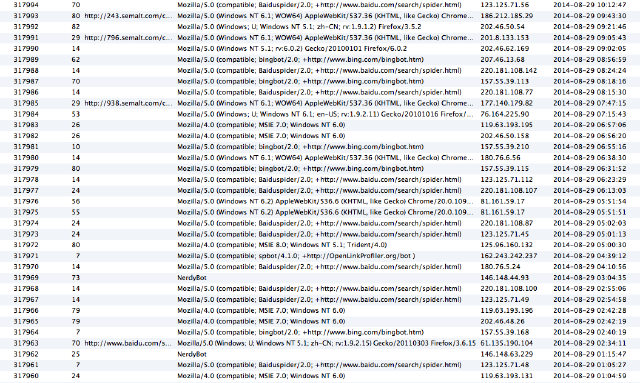 317994 70 Mozilla/5.0 (compatible; Baiduspider/2.0; +http://www.baidu.com/search/spider.html) 123.125.71.56 2014-08-29 10:12:47
317993 80 http://243.semalt.com/c... Mozilla/5.0 (Windows NT 6.1; WOW64) AppleWebKit/537.36 (KHTML, like Gecko) Chrome... 186.212.185.29 2014-08-29 09:43:30
317992 82 Mozilla/5.0 (Windows; U; Windows NT 5.1; zh-CN; rv:1.9.1.2) Firefox/3.5.2 202.46.50.54 2014-08-29 09:21:46
317991 29 http://796.semalt.com/c... Mozilla/5.0 (Windows NT 6.1; WOW64) AppleWebKit/537.36 (KHTML, like Gecko) Chrome... 201.8.133.153 2014-08-29 09:05:43
317990 14 Mozilla/5.0 (Windows NT 5.1; rv:6.0.2) Gecko/20100101 Firefox/6.0.2 202.46.62.169 2014-08-29 09:02:05
317989 62 Mozilla/5.0 (compatible; bingbot/2.0; +http://www.bing.com/bingbot.htm) 207.46.13.68 2014-08-29 08:56:59
317988 14 Mozilla/5.0 (compatible; Baiduspider/2.0; +http://www.baidu.com/search/spider.html) 220.181.108.142 2014-08-29 08:24:24
317987 70 Mozilla/5.0 (compatible; bingbot/2.0; +http://www.bing.com/bingbot.htm) 157.55.39.113 2014-08-29 08:18:16
317986 14 Mozilla/5.0 (compatible; Baiduspider/2.0; +http://www.baidu.com/search/spider.html) 220.181.108.77 2014-08-29 08:15:30
317985 29 http://938.semalt.com/c... Mozilla/5.0 (Windows NT 6.1; WOW64) AppleWebKit/537.36 (KHTML, like Gecko) Chrome... 177.140.179.82 2014-08-29 07:47:15
317984 53 Mozilla/5.0 (Windows; U; Windows NT 6.1; en-US; rv:1.9.2.11) Gecko/20101016 Firefox/... 76.164.225.90 2014-08-29 07:15:43
317983 26 Mozilla/4.0 (compatible; MSIE 7.0; Windows NT 6.0) 119.63.193.195 2014-08-29 06:57:06
317982 26 Mozilla/4.0 (compatible; MSIE 7.0; Windows NT 6.0) 202.46.50.158 2014-08-29 06:56:20
317981 10 Mozilla/5.0 (compatible; bingbot/2.0; +http://www.bing.com/bingbot.htm) 157.55.39.210 2014-08-29 06:55:16
317980 14 Mozilla/5.0 (Windows NT 6.1; WOW64) AppleWebKit/537.36 (KHTML, like Gecko) Chrome... 180.76.6.56 2014-08-29 06:38:30
317979 80 Mozilla/5.0 (compatible; bingbot/2.0; +http://www.bing.com/bingbot.htm) 157.55.39.115 2014-08-29 06:31:52
317978 14 Mozilla/5.0 (compatible; Baiduspider/2.0; +http://www.baidu.com/search/spider.html) 123.125.71.112 2014-08-29 06:23:29
317977 24 Mozilla/5.0 (compatible; Baiduspider/2.0; +http://www.baidu.com/search/spider.html) 220.181.108.107 2014-08-29 06:13:03
317976 56 Mozilla/5.0 (Windows NT 6.2) AppleWebKit/536.6 (KHTML, like Gecko) Chrome/20.0.109... 81.161.59.17 2014-08-29 05:51:54
317975 55 Mozilla/5.0 (Windows NT 6.2) AppleWebKit/536.6 (KHTML, like Gecko) Chrome/20.0.109... 81.161.59.17 2014-08-29 05:51:51
317974 24 Mozilla/5.0 (compatible; Baiduspider/2.0; +http://www.baidu.com/search/spider.html) 220.181.108.87 2014-08-29 05:02:03
317973 24 Mozilla/5.0 (compatible; Baiduspider/2.0; +http://www.baidu.com/search/spider.html) 123.125.71.45 2014-08-29 05:01:13
317972 80 Mozilla/4.0 (compatible; MSIE 8.0; Windows NT 5.1; Trident/4.0) 125.96.160.132 2014-08-29 05:00:30
317971 7 Mozilla/5.0 (compatible; spbot/4.1.0; +http://OpenLinkProfiler.org/bot ) 162.243.242.237 2014-08-29 04:39:12
317970 14 Mozilla/5.0 (compatible; Baiduspider/2.0; +http://www.baidu.com/search/spider.html) 180.76.5.24 2014-08-29 04:10:56
317969 73 NerdyBot 146.148.44.93 2014-08-29 03:04:35
317968 14 Mozilla/5.0 (compatible; Baiduspider/2.0; +http://www.baidu.com/search/spider.html) 220.181.108.100 2014-08-29 02:55:06
317967 14 Mozilla/5.0 (compatible; Baiduspider/2.0; +http://www.baidu.com/search/spider.html) 123.125.71.49 2014-08-29 02:54:58
317966 79 Mozilla/4.0 (compatible; MSIE 7.0; Windows NT 6.0) 119.63.193.196 2014-08-29 02:42:28
317965 79 Mozilla/4.0 (compatible; MSIE 7.0; Windows NT 6.0) 202.46.48.26 2014-08-29 02:42:19
317964 7 Mozilla/5.0 (compatible; bingbot/2.0; +http://www.bing.com/bingbot.htm) 157.55.39.168 2014-08-29 02:40:19
317963 70 http://www.baidu.com/s... Mozilla/5.0 (Windows; U; Windows NT 5.1; zh-CN; rv:1.9.2.15) Gecko/20110303 Firefox/3.6.15 61.135.190.104 2014-08-29 02:34:11
317962 25 NerdyBot 146.148.63.229 2014-08-29 01:15:47
317961 7 Mozilla/5.0 (compatible; Baiduspider/2.0; +http://www.baidu.com/search/spider.html) 123.125.71.48 2014-08-29 01:05:27
317960 24 Mozilla/4.0 (compatible; MSIE 7.0; Windows NT 6.0) 119.63.193.131 2014-08-29 01:04:59